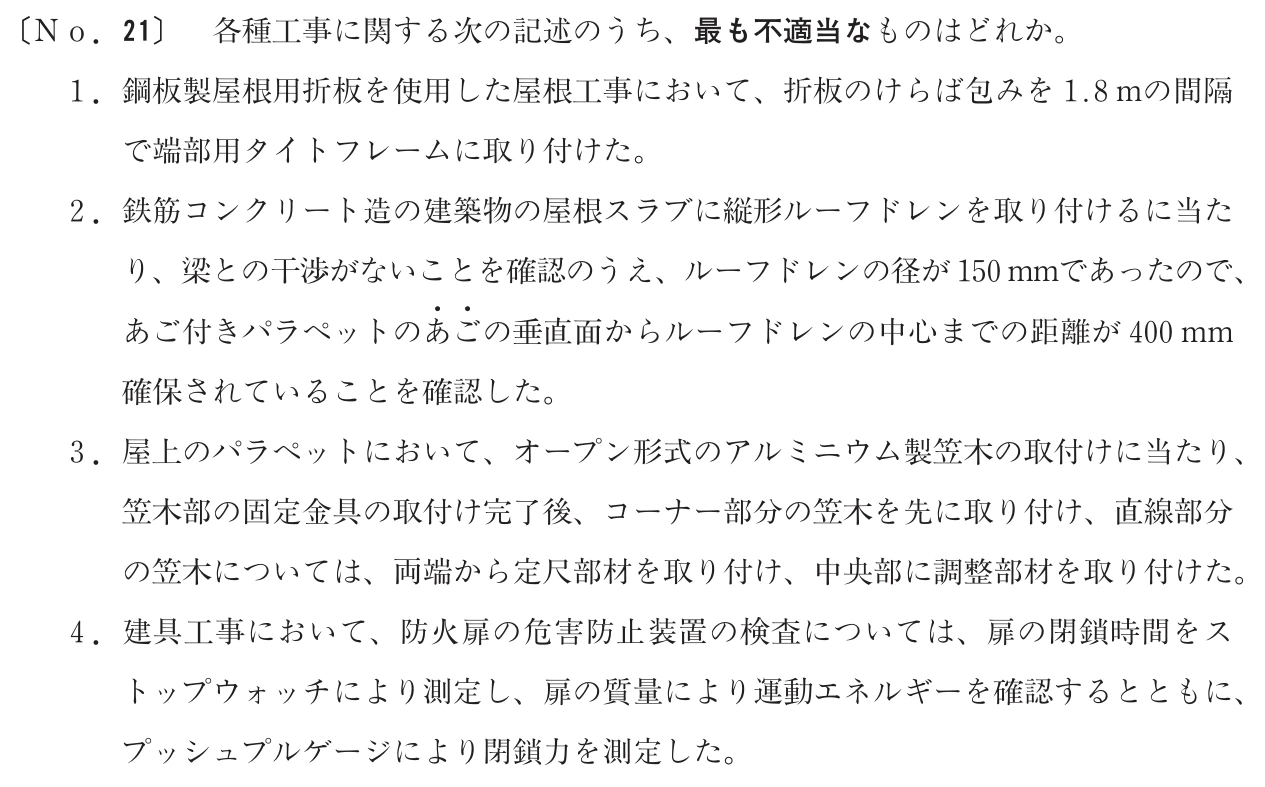 〔No．21〕　各種工事に関する次の記述のうち、最も不適当なものはどれか。
1．鋼板製屋根用折板を使用した屋根工事において、折板のけらば包みを 1.8 mの間隔
で端部用タイトフレームに取り付けた。
2．鉄筋コンクリート造の建築物の屋根スラブに縦形ルーフドレンを取り付けるに当た
り、梁との干渉がないことを確認のうえ、ルーフドレンの径が 150 mmであったので、
あご付きパラペットのあごの垂直面からルーフドレンの中心までの距離が 400 mm
確保されていることを確認した。
3．屋上のパラペットにおいて、オープン形式のアルミニウム製笠木の取付けに当たり、
笠木部の固定金具の取付け完了後、コーナー部分の笠木を先に取り付け、直線部分
の笠木については、両端から定尺部材を取り付け、中央部に調整部材を取り付けた。
4．建具工事において、防火扉の危害防止装置の検査については、扉の閉鎖時間をス
トップウォッチにより測定し、扉の質量により運動エネルギーを確認するとともに、
プッシュプルゲージにより閉鎖力を測定した。